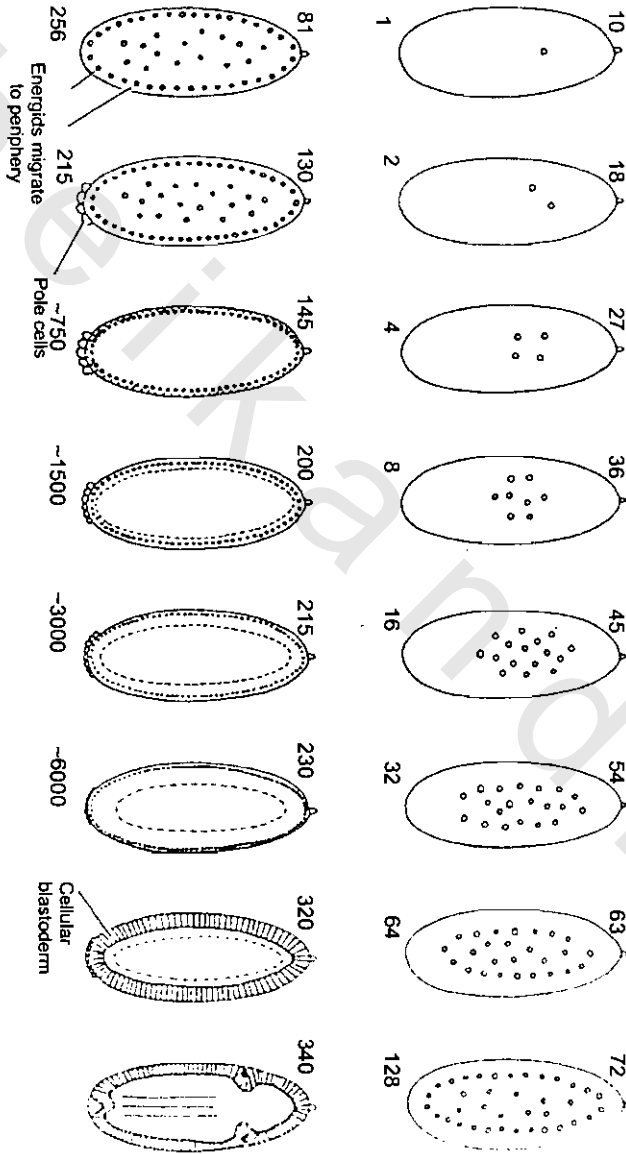 10 18 27 36 45 54 63 72
1 2 4 8 16 32 64 128
81 130 145 200 215 230 320 340
256 215 ~750 ~1500 ~3000 ~6000
Energids migrate
to periphery
Pole cells
Cellular
blastoderm
eikand